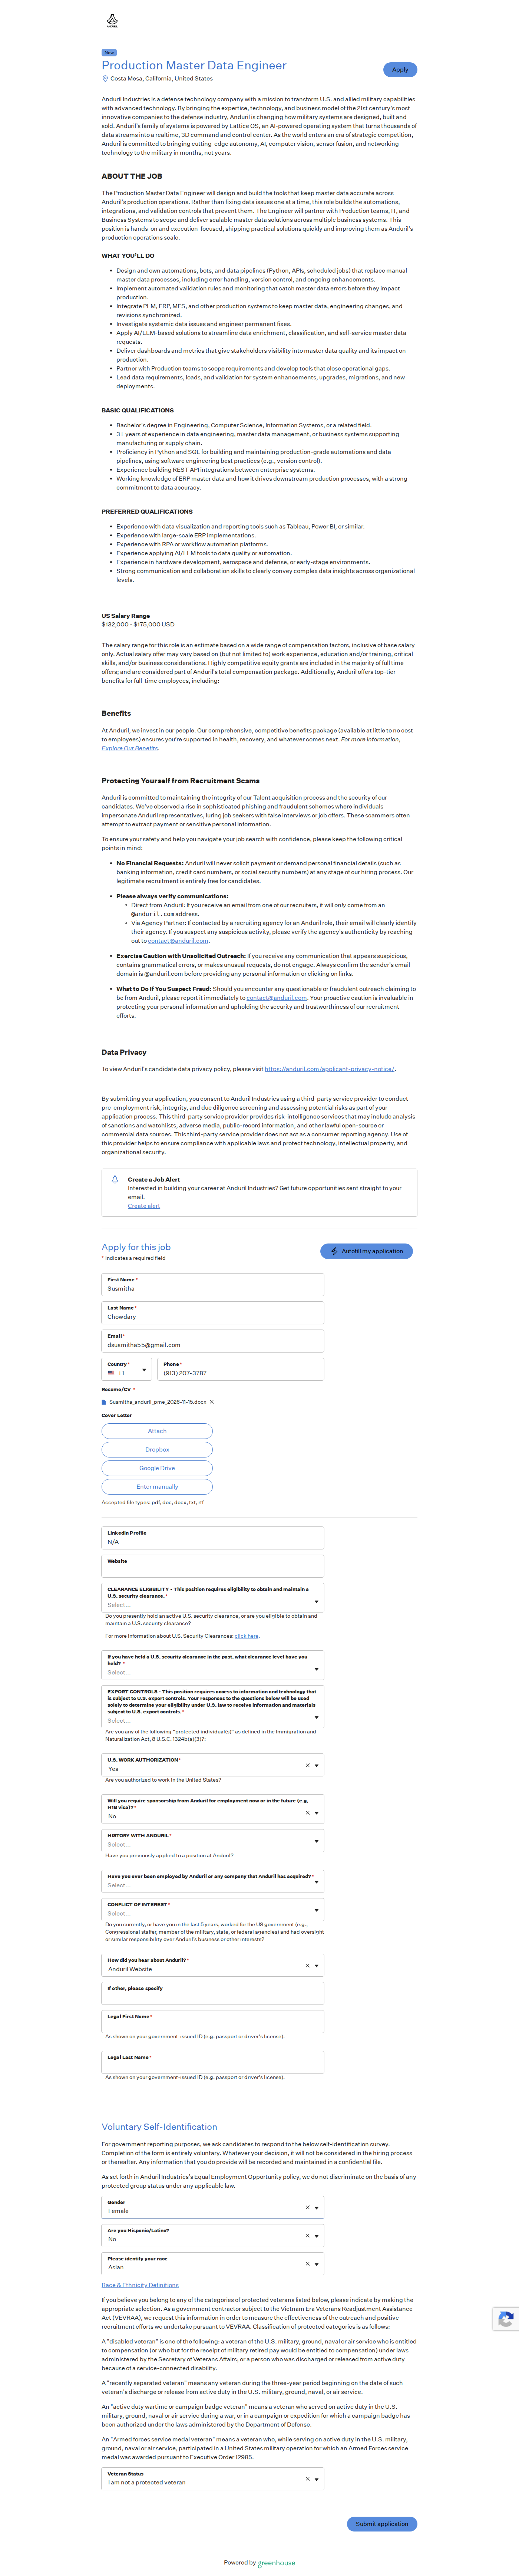 ANDURIL
New
Production Master Data Engineer
Costa Mesa, California, United States
Apply
Anduril Industries is a defense technology company with a mission to transform U.S. and allied military capabilities
with advanced technology. By bringing the expertise, technology, and business model of the 21st century's most
innovative companies to the defense industry, Anduril is changing how military systems are designed, built and
sold. Anduril's family of systems is powered by Lattice OS, an AI-powered operating system that turns thousands of
data streams into a realtime, 3D command and control center. As the world enters an era of strategic competition,
Anduril is committed to bringing cutting-edge autonomy, AI, computer vision, sensor fusion, and networking
technology to the military in months, not years.
ABOUT THE JOB
The Production Master Data Engineer will design and build the tools that keep master data accurate across
Anduril's production operations. Rather than fixing data issues one at a time, this role builds the automations,
integrations, and validation controls that prevent them. The Engineer will partner with Production teams, IT, and
Business Systems to scope and deliver scalable master data solutions across multiple business systems. This
position is hands-on and execution-focused, shipping practical solutions quickly and improving them as Anduril's
production operations scale.
WHAT YOU'LL DO
Design and own automations, bots, and data pipelines (Python, APIs, scheduled jobs) that replace manual
master data processes, including error handling, version control, and ongoing enhancements.
Implement automated validation rules and monitoring that catch master data errors before they impact
production.
Integrate PLM, ERP, MES, and other production systems to keep master data, engineering changes, and
revisions synchronized.
Investigate systemic data issues and engineer permanent fixes.
Apply AI/LLM-based solutions to streamline data enrichment, classification, and self-service master data
requests.
Deliver dashboards and metrics that give stakeholders visibility into master data quality and its impact on
production.
Partner with Production teams to scope requirements and develop tools that close operational gaps.
Lead data requirements, loads, and validation for system enhancements, upgrades, migrations, and new
deployments.
BASIC QUALIFICATIONS
Bachelor's degree in Engineering, Computer Science, Information Systems, or a related field.
3+ years of experience in data engineering, master data management, or business systems supporting
manufacturing or supply chain.
Proficiency in Python and SQL for building and maintaining production-grade automations and data
pipelines, using software engineering best practices (e.g., version control).
Experience building REST API integrations between enterprise systems.
Working knowledge of ERP master data and how it drives downstream production processes, with a strong
commitment to data accuracy.
PREFERRED QUALIFICATIONS
Experience with data visualization and reporting tools such as Tableau, Power BI, or similar.
Experience with large-scale ERP implementations.
Experience with RPA or workflow automation platforms.
Experience applying AI/LLM tools to data quality or automation.
Experience in hardware development, aerospace and defense, or early-stage environments.
Strong communication and collaboration skills to clearly convey complex data insights across organizational
levels.
US Salary Range
$132,000 - $175,000 USD
The salary range for this role is an estimate based on a wide range of compensation factors, inclusive of base salary
only. Actual salary offer may vary based on (but not limited to) work experience, education and/or training, critical
skills, and/or business considerations. Highly competitive equity grants are included in the majority of full time
offers; and are considered part of Anduril's total compensation package. Additionally, Anduril offers top-tier
benefits for full-time employees, including:
Benefits
At Anduril, we invest in our people. Our comprehensive, competitive benefits package (available at little to no cost
to employees) ensures you're supported in health, recovery, and whatever comes next. For more information,
Explore Our Benefits.
Protecting Yourself from Recruitment Scams
Anduril is committed to maintaining the integrity of our Talent acquisition process and the security of our
candidates. We've observed a rise in sophisticated phishing and fraudulent schemes where individuals
impersonate Anduril representatives, luring job seekers with false interviews or job offers. These scammers often
attempt to extract payment or sensitive personal information.
To ensure your safety and help you navigate your job search with confidence, please keep the following critical
points in mind:
No Financial Requests: Anduril will never solicit payment or demand personal financial details (such as
banking information, credit card numbers, or social security numbers) at any stage of our hiring process. Our
legitimate recruitment is entirely free for candidates.
Please always verify communications:
Direct from Anduril: If you receive an email from one of our recruiters, it will only come from an
@anduril.com address.
Via Agency Partner: If contacted by a recruiting agency for an Anduril role, their email will clearly identify
their agency. If you suspect any suspicious activity, please verify the agency's authenticity by reaching
out to contact@anduril.com.
Exercise Caution with Unsolicited Outreach: If you receive any communication that appears suspicious,
contains grammatical errors, or makes unusual requests, do not engage. Always confirm the sender's email
domain is @anduril.com before providing any personal information or clicking on links.
What to Do If You Suspect Fraud: Should you encounter any questionable or fraudulent outreach claiming to
be from Anduril, please report it immediately to contact@anduril.com. Your proactive caution is invaluable in
protecting your personal information and upholding the security and trustworthiness of our recruitment
efforts.
Data Privacy
To view Anduril's candidate data privacy policy, please visit https://anduril.com/applicant-privacy-notice/.
By submitting your application, you consent to Anduril Industries using a third-party service provider to conduct
pre-employment risk, integrity, and due diligence screening and assessing potential risks as part of your
application process. This third-party service provider provides risk-intelligence services that may include analysis
of sanctions and watchlists, adverse media, public-record information, and other lawful open-source or
commercial data sources. This third-party service provider does not act as a consumer reporting agency. Use of
this provider helps to ensure compliance with applicable laws and protect technology, intellectual property, and
organizational security.
Create a Job Alert
Interested in building your career at Anduril Industries? Get future opportunities sent straight to your
email.
Create alert
Apply for this job
* indicates a required field
Autofill my application
First Name *
Susmitha
Last Name *
Chowdary
Email *
dsusmitha55@gmail.com
Country *
+1
Phone *
(913) 207-3787
Resume/CV *
Susmitha_anduril_pme_2026-11-15.docx
Cover Letter
Attach
Dropbox
Google Drive
Enter manually
Accepted file types: pdf, doc, docx, txt, rtf
LinkedIn Profile
N/A
Website
CLEARANCE ELIGIBILITY - This position requires eligibility to obtain and maintain a
U.S. security clearance. *
Select...
Do you presently hold an active U.S. security clearance, or are you eligible to obtain and
maintain a U.S. security clearance?
For more information about U.S. Security Clearances: click here.
If you have held a U.S. security clearance in the past, what clearance level have you
held? *
Select...
EXPORT CONTROLS - This position requires access to information and technology that
is subject to U.S. export controls. Your responses to the questions below will be used
solely to determine your eligibility under U.S. law to receive information and materials
subject to U.S. export controls. *
Select...
Are you any of the following "protected individual(s)" as defined in the Immigration and
Naturalization Act, 8 U.S.C. 1324b(a)(3)?:
U.S. WORK AUTHORIZATION *
Yes
Are you authorized to work in the United States?
Will you require sponsorship from Anduril for employment now or in the future (e.g,
H1B visa)? *
No
HISTORY WITH ANDURIL *
Select...
Have you previously applied to a position at Anduril?
Have you ever been employed by Anduril or any company that Anduril has acquired? *
Select...
CONFLICT OF INTEREST *
Select...
Do you currently, or have you in the last 5 years, worked for the US government (e.g.,
Congressional staffer, member of the military, state, or federal agencies) and had oversight
or similar responsibility over Anduril's business or other interests?
How did you hear about Anduril? *
Anduril Website
If other, please specify
Legal First Name *
As shown on your government-issued ID (e.g. passport or driver's license).
Legal Last Name *
As shown on your government-issued ID (e.g. passport or driver's license).
Voluntary Self-Identification
For government reporting purposes, we ask candidates to respond to the below self-identification survey.
Completion of the form is entirely voluntary. Whatever your decision, it will not be considered in the hiring process
or thereafter. Any information that you do provide will be recorded and maintained in a confidential file.
As set forth in Anduril Industries's Equal Employment Opportunity policy, we do not discriminate on the basis of any
protected group status under any applicable law.
Gender
Female
Are you Hispanic/Latino?
No
Please identify your race
Asian
Race & Ethnicity Definitions
If you believe you belong to any of the categories of protected veterans listed below, please indicate by making the
appropriate selection. As a government contractor subject to the Vietnam Era Veterans Readjustment Assistance
Act (VEVRAA), we request this information in order to measure the effectiveness of the outreach and positive
recruitment efforts we undertake pursuant to VEVRAA. Classification of protected categories is as follows:
A "disabled veteran" is one of the following: a veteran of the U.S. military, ground, naval or air service who is entitled
to compensation (or who but for the receipt of military retired pay would be entitled to compensation) under laws
administered by the Secretary of Veterans Affairs; or a person who was discharged or released from active duty
because of a service-connected disability.
A "recently separated veteran" means any veteran during the three-year period beginning on the date of such
veteran's discharge or release from active duty in the U.S. military, ground, naval, or air service.
An "active duty wartime or campaign badge veteran" means a veteran who served on active duty in the U.S.
military, ground, naval or air service during a war, or in a campaign or expedition for which a campaign badge has
been authorized under the laws administered by the Department of Defense.
An "Armed forces service medal veteran" means a veteran who, while serving on active duty in the U.S. military,
ground, naval or air service, participated in a United States military operation for which an Armed Forces service
medal was awarded pursuant to Executive Order 12985.
Veteran Status
I am not a protected veteran
Submit application
Powered by greenhouse